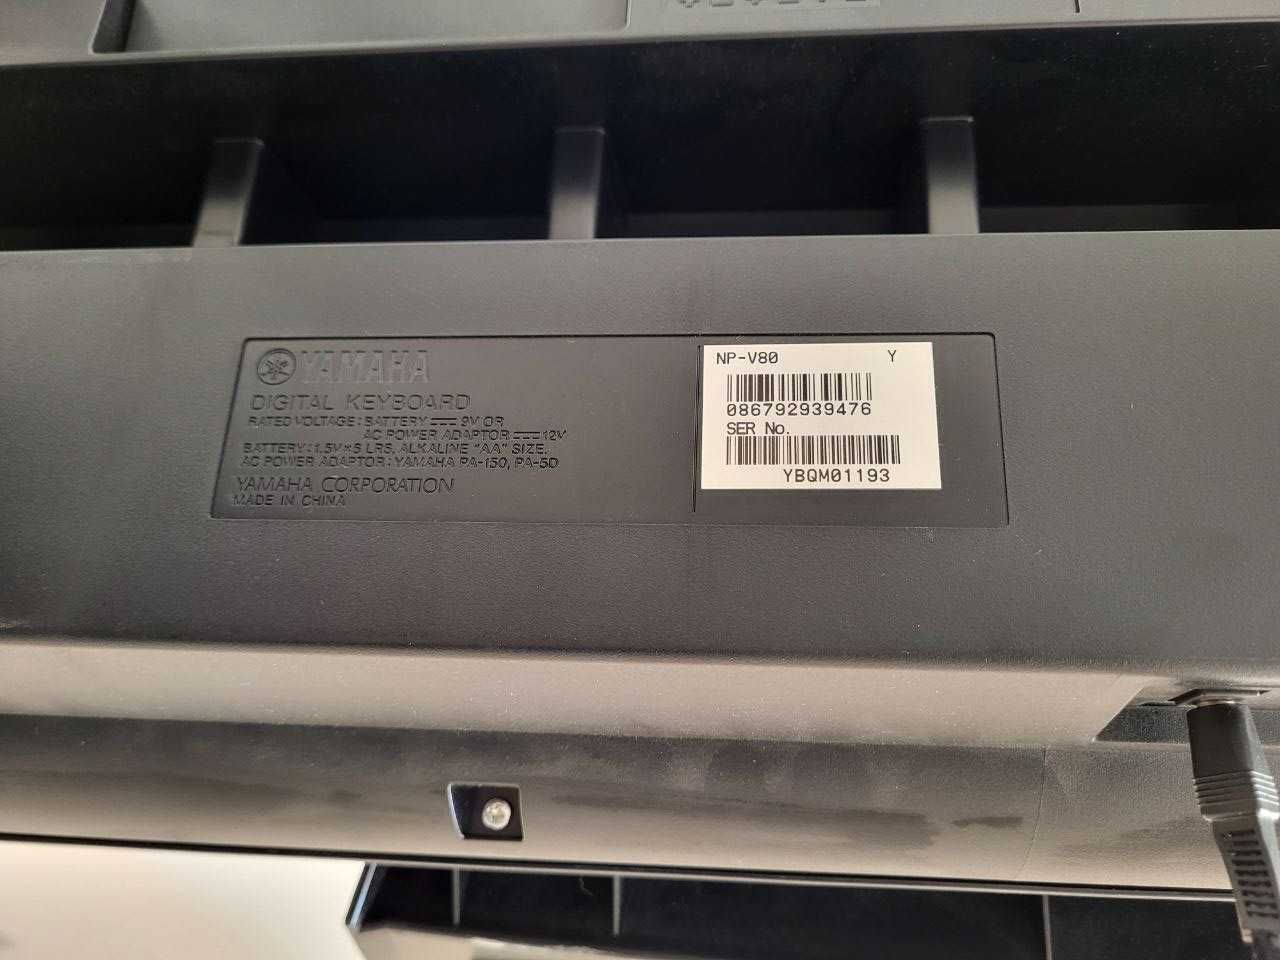 YAMAHA
DIGITAL KEYBOARD
RATED VOLTAGE: BATTERY 9V OR
AC POWER ADAPTOR 12V
BATTERY: 1.5V×6 LR6, ALKALINE "AA" SIZE.
AC POWER ADAPTOR: YAMAHA PA-150, PA-5D
YAMAHA CORPORATION
MADE IN CHINA
NP-V80 Y
086792939476
SER No.
YBQM01193